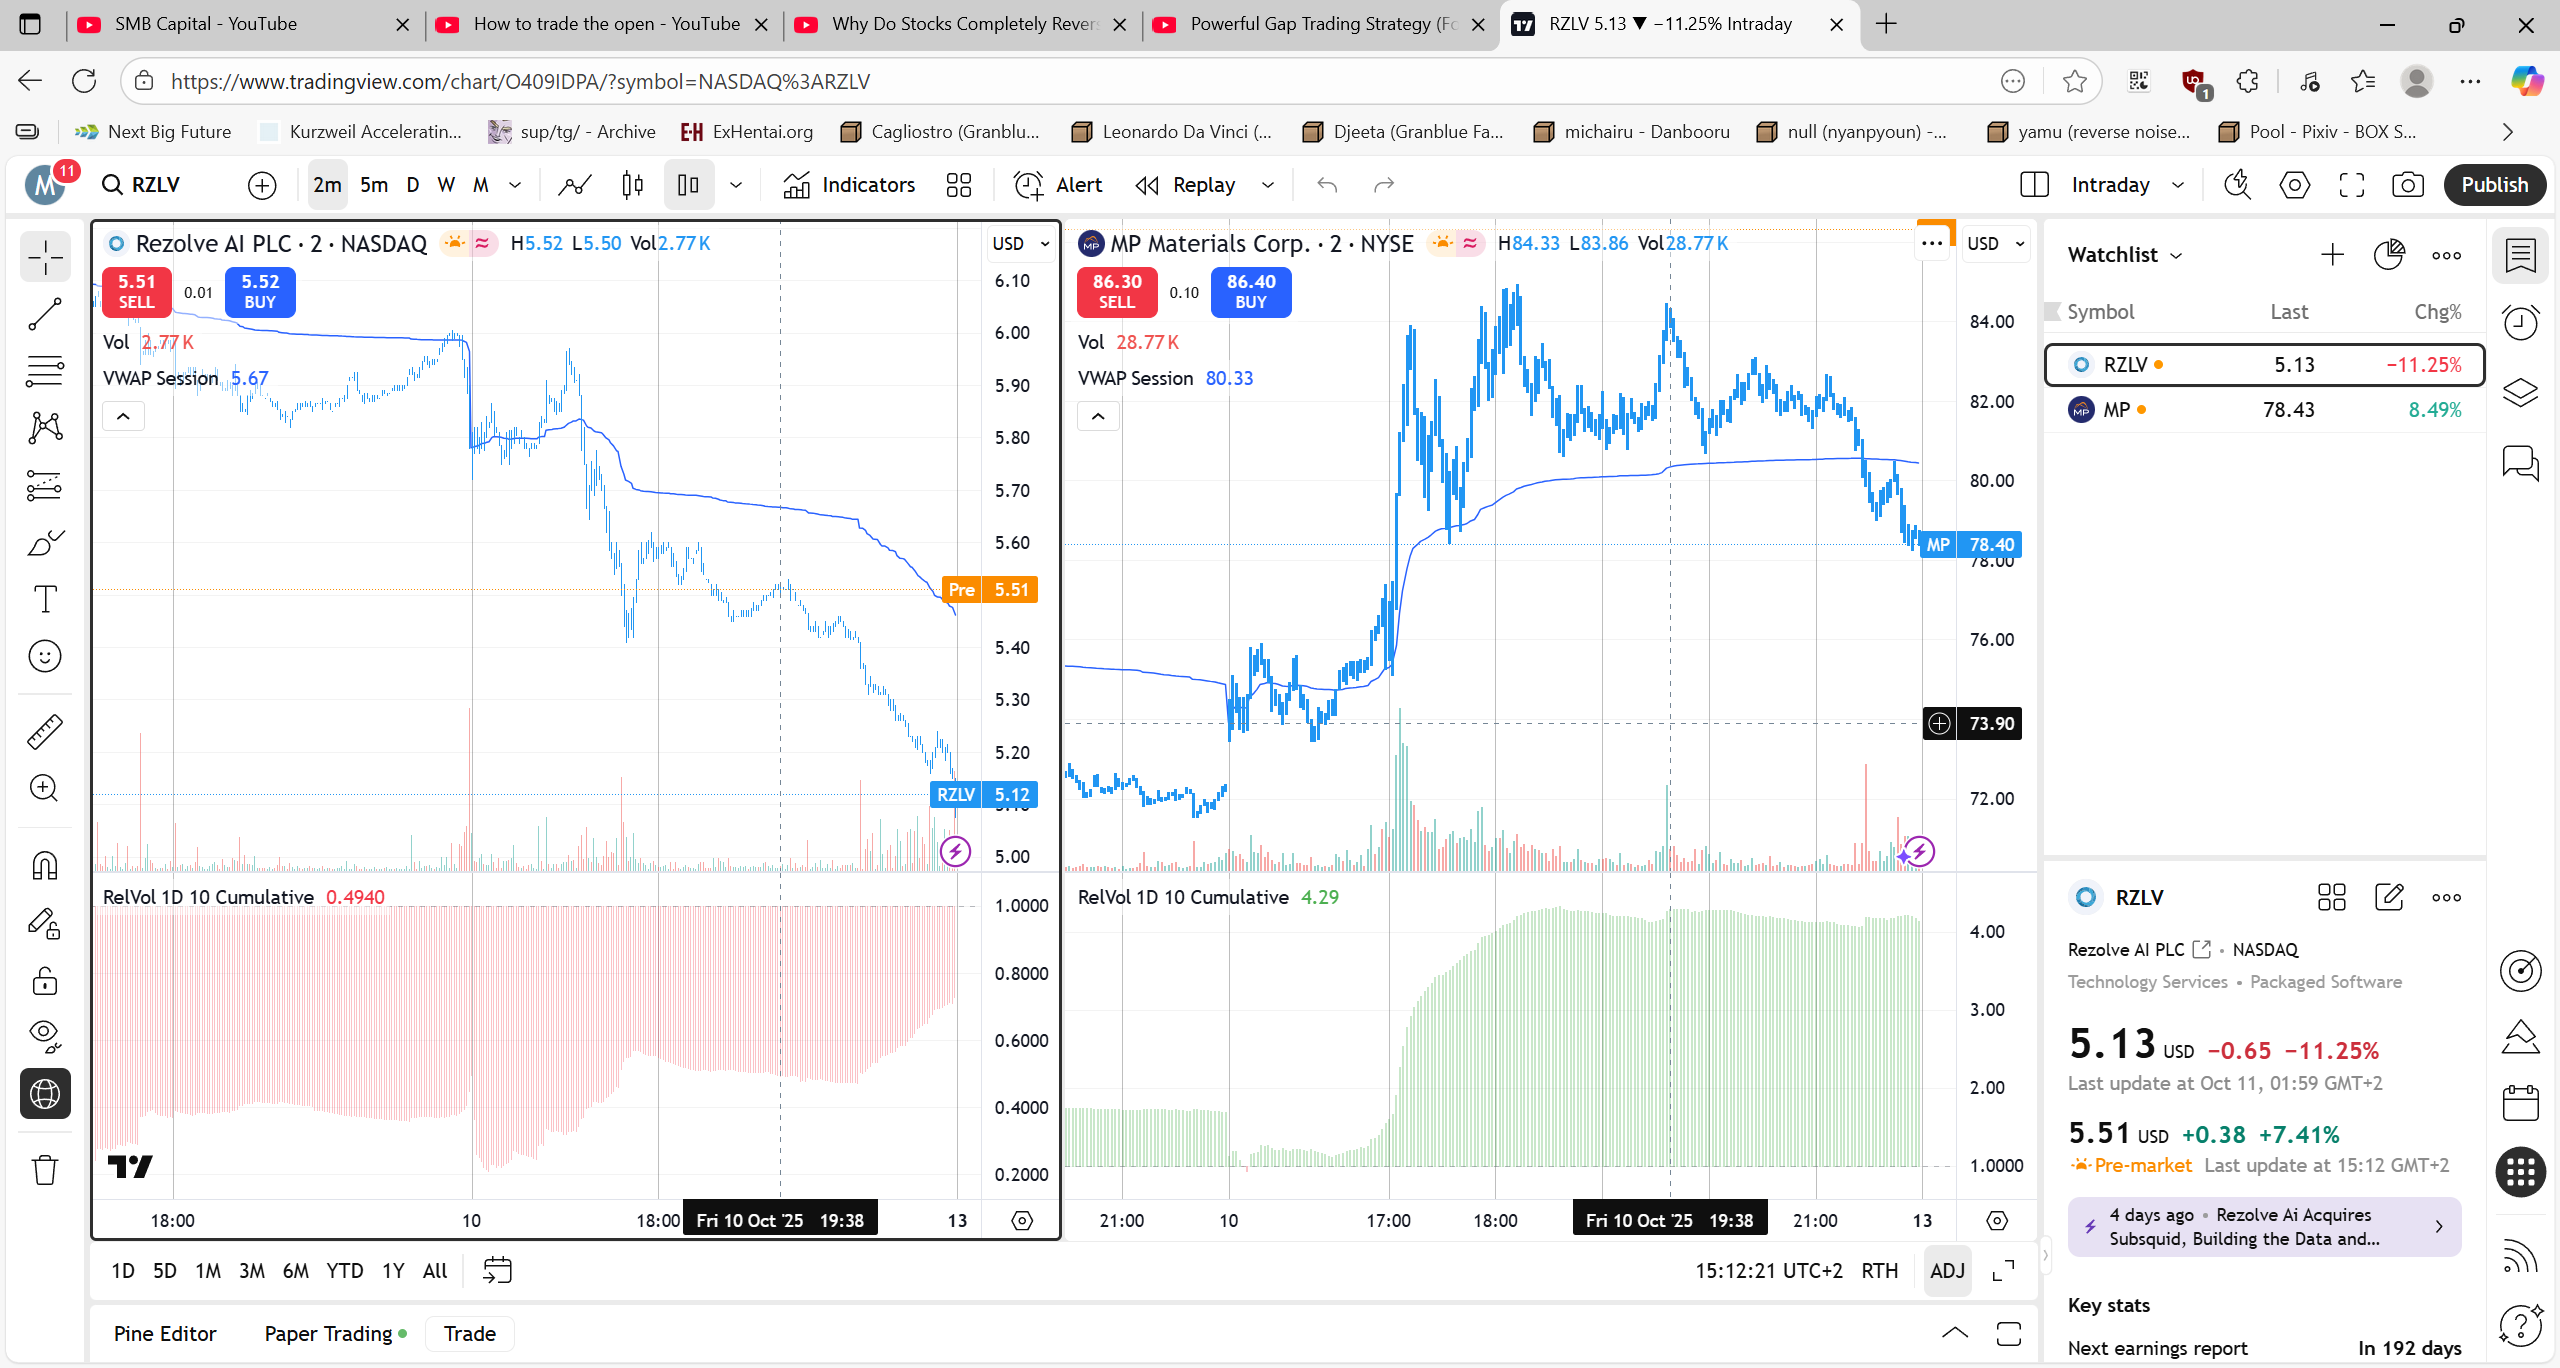 SMB Capital - YouTube
How to trade the open - YouTube
Why Do Stocks Completely Revers
Powerful Gap Trading Strategy (Fo
RZLV 5.13 ▼ −11.25% Intraday
https://www.tradingview.com/chart/O409IDPA/?symbol=NASDAQ%3ARZLV
1
Next Big Future
Kurzweil Acceleratin...
sup/tg/ - Archive
ExHentai.org
Cagliostro (Granblu...
Leonardo Da Vinci (...
Djeeta (Granblue Fa...
michairu - Danbooru
null (nyanpyoun) -...
yamu (reverse noise...
Pool - Pixiv - BOX S...
M 11
RZLV
2m 5m D W M
Indicators
Alert
Replay
Intraday
Publish
Rezolve AI PLC · 2 · NASDAQ H5.52 L5.50 Vol2.77 K
USD
5.51 SELL
0.01
5.52 BUY
Vol 2.77 K
VWAP Session 5.67
6.10
6.00
5.90
5.80
5.70
5.60
Pre 5.51
5.40
5.30
5.20
RZLV 5.12
5.00
RelVol 1D 10 Cumulative 0.4940
1.0000
0.8000
0.6000
0.4000
0.2000
18:00 10 18:00 Fri 10 Oct '25 19:38 13
MP Materials Corp. · 2 · NYSE H84.33 L83.86 Vol28.77 K
USD
86.30 SELL
0.10
86.40 BUY
Vol 28.77 K
VWAP Session 80.33
84.00
82.00
80.00
MP 78.40
78.00
76.00
73.90
72.00
RelVol 1D 10 Cumulative 4.29
4.00
3.00
2.00
1.0000
21:00 10 17:00 18:00 Fri 10 Oct '25 19:38 21:00 13
1D 5D 1M 3M 6M YTD 1Y All
15:12:21 UTC+2 RTH ADJ
Pine Editor
Paper Trading
Trade
Watchlist
Symbol Last Chg%
RZLV 5.13 −11.25%
MP 78.43 8.49%
RZLV
Rezolve AI PLC · NASDAQ
Technology Services • Packaged Software
5.13 USD −0.65 −11.25%
Last update at Oct 11, 01:59 GMT+2
5.51 USD +0.38 +7.41%
Pre-market Last update at 15:12 GMT+2
4 days ago • Rezolve Ai Acquires
Subsquid, Building the Data and...
Key stats
Next earnings report In 192 days